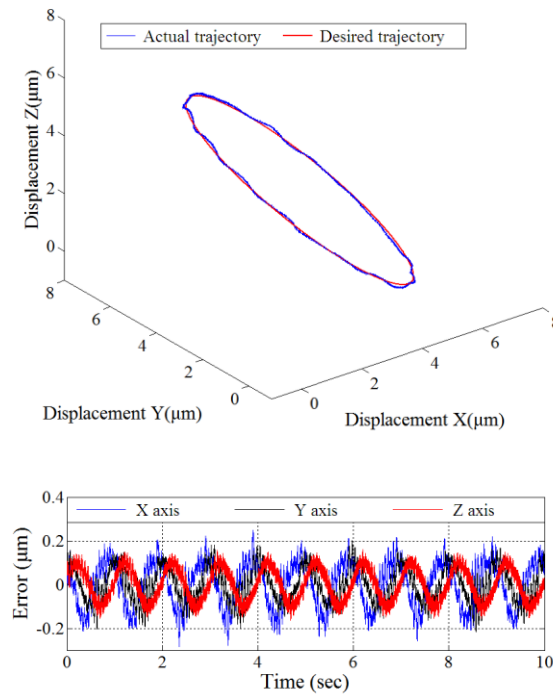 8
Actual trajectory Desired trajectory
6
4
2
0
Displacement Z(μm)
8
6
4
2
0
Displacement Y(μm)
0
2
4
6
8
Displacement X(μm)
0.4
X axis Y axis Z axis
0.2
0
-0.2
Error (μm)
0 2 4 6 8 10
Time (sec)